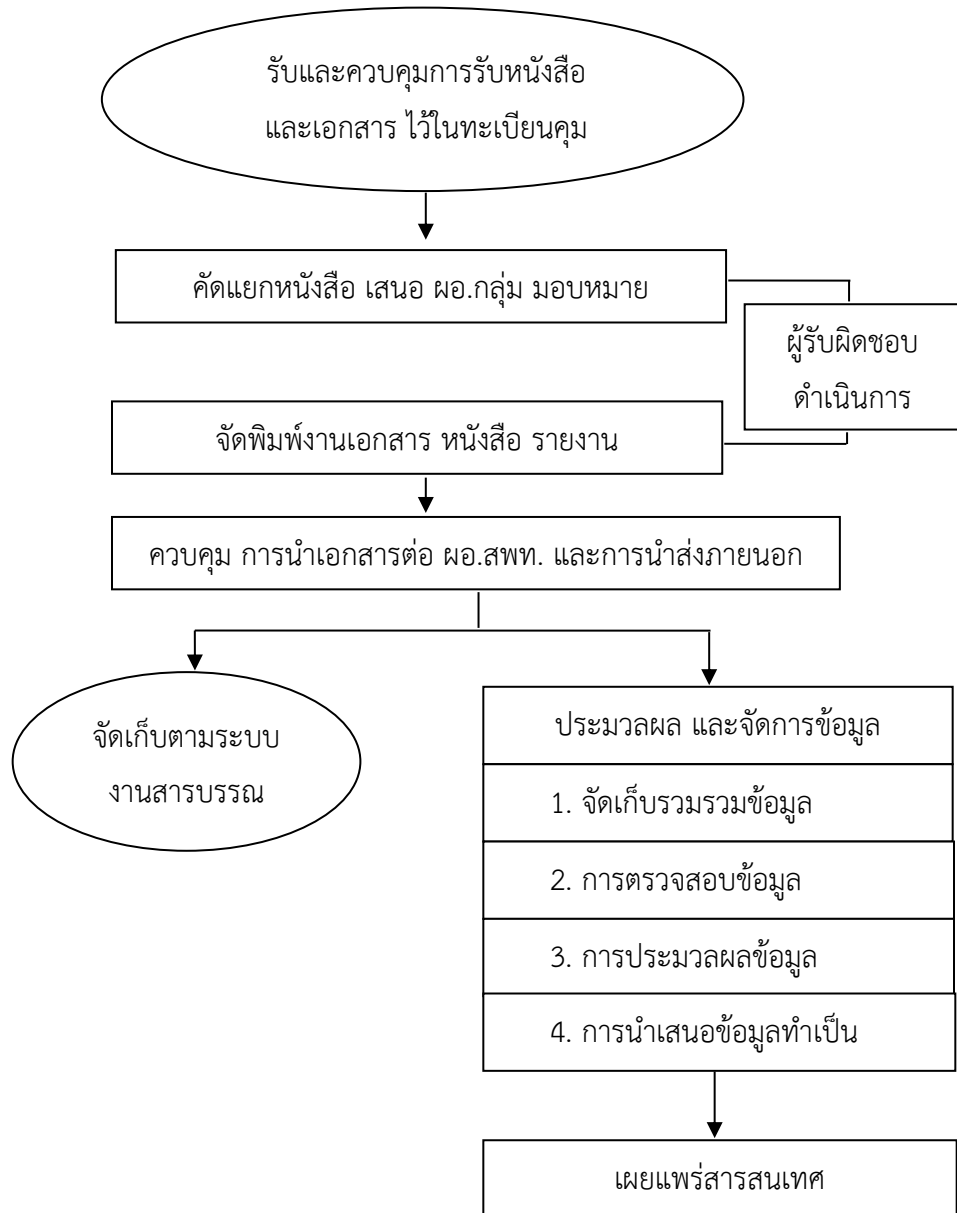 รับและควบคุมการรับหนังสือ
และเอกสาร ไว้ในทะเบียนคุม
คัดแยกหนังสือ เสนอ ผอ.กลุ่ม มอบหมาย
ผู้รับผิดชอบ
ดำเนินการ
จัดพิมพ์งานเอกสาร หนังสือ รายงาน
ควบคุม การนำเอกสารต่อ ผอ.สพท. และการนำส่งภายนอก
จัดเก็บตามระบบ
งานสารบรรณ
ประมวลผล และจัดการข้อมูล
1. จัดเก็บรวมรวมข้อมูล
2. การตรวจสอบข้อมูล
3. การประมวลผลข้อมูล
4. การนำเสนอข้อมูลทำเป็น
เผยแพร่สารสนเทศ